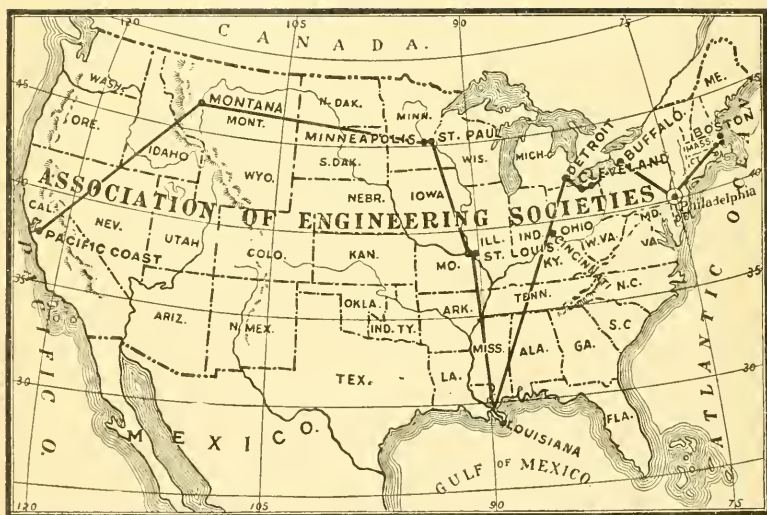 120
105
90
75
CANADA.
45
45
WASH.
MONTANA
MONT.
N. DAK.
MINN.
ME.
ORE.
IDAHO
MINNEAPOLIS
ST. PAUL
S. DAK.
WIS.
MICH.
DETROIT
BUFFALO.
CLEVELAND
BOSTON
MASS.
CT.
WYO.
40
40
NEBR.
IOWA
ASSOCIATION OF ENGINEERING SOCIETIES
Philadelphia
CAL.
NEV.
UTAH
COLO.
KAN.
MO.
ILL.
IND.
OHIO
W. VA.
MD.
DEL.
VA.
PACIFIC COAST
ST. LOUIS
CINCINNATI
KY.
35
35
ARIZ.
N. MEX.
OKLA.
IND. TY.
ARK.
TENN.
N. C.
S. C
TEX.
LA.
MISS.
ALA.
GA.
30
30
FLA.
LOUISIANA
MEXICO.
GULF OF MEXICO
PACIFIC O.
ATLANTIC OCEAN
120
105
90
75